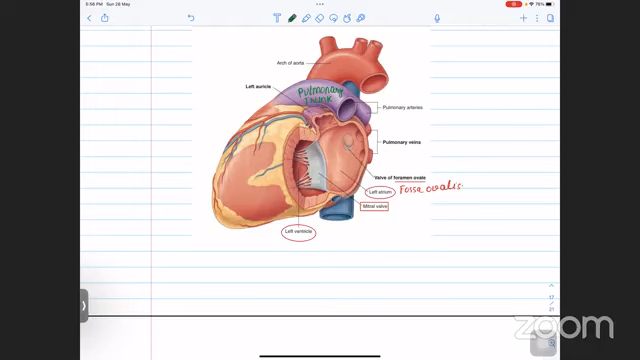 5:56 PM Sun 28 May
76%
Arch of aorta
Left auricle
Pulmonary
Trunk
Pulmonary arteries
Pulmonary veins
Valve of foramen ovale
Left atrium
Fossa ovalis
Mitral valve
Left ventricle
17
/
21
zoom